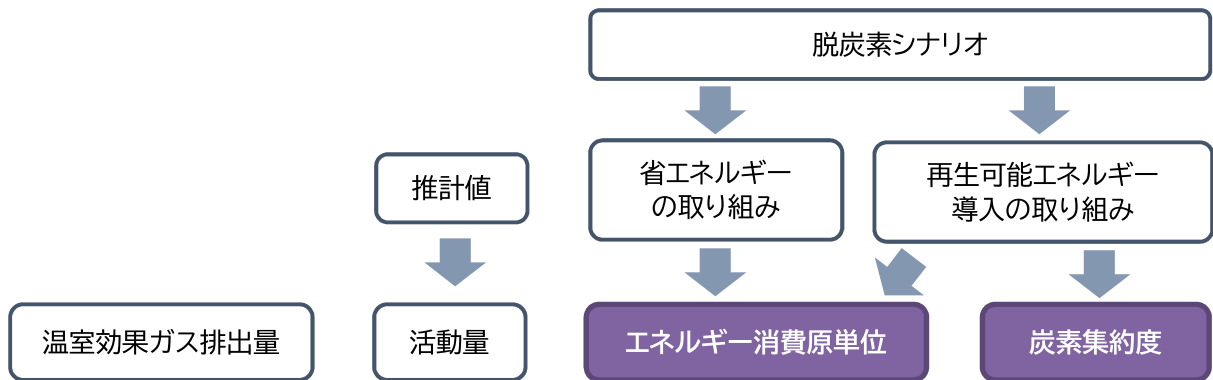 脱炭素シナリオ
推計値
省エネルギー
の取り組み
再生可能エネルギー
導入の取り組み
温室効果ガス排出量
活動量
エネルギー消費原単位
炭素集約度